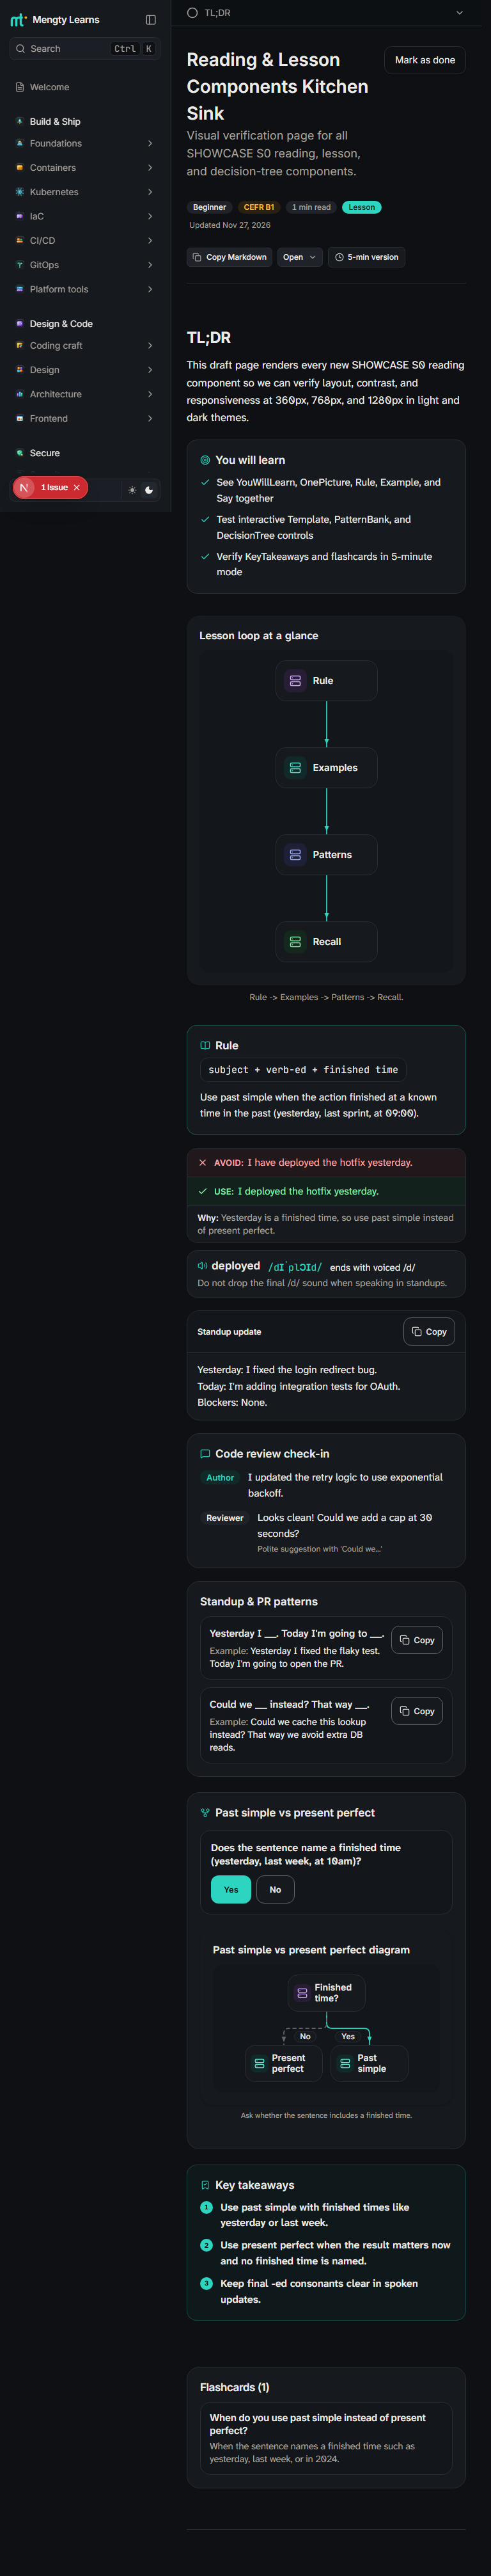 Mengty Learns
Search
Ctrl K
Welcome
Build & Ship
Foundations
Containers
Kubernetes
IaC
CI/CD
GitOps
Platform tools
Design & Code
Coding craft
Design
Architecture
Frontend
Secure
N
1 Issue
TL;DR
Reading & Lesson
Components Kitchen
Sink
Mark as done
Visual verification page for all
SHOWCASE S0 reading, lesson,
and decision-tree components.
Beginner
CEFR B1
1 min read
Lesson
Updated Nov 27, 2026
Copy Markdown
Open
5-min version
TL;DR
This draft page renders every new SHOWCASE S0 reading
component so we can verify layout, contrast, and
responsiveness at 360px, 768px, and 1280px in light and
dark themes.
You will learn
See YouWillLearn, OnePicture, Rule, Example, and
Say together
Test interactive Template, PatternBank, and
DecisionTree controls
Verify KeyTakeaways and flashcards in 5-minute
mode
Lesson loop at a glance
Rule
Examples
Patterns
Recall
Rule -> Examples -> Patterns -> Recall.
Rule
subject + verb-ed + finished time
Use past simple when the action finished at a known
time in the past (yesterday, last sprint, at 09:00).
AVOID: I have deployed the hotfix yesterday.
USE: I deployed the hotfix yesterday.
Why: Yesterday is a finished time, so use past simple instead
of present perfect.
deployed /dɪˈplɔɪd/ ends with voiced /d/
Do not drop the final /d/ sound when speaking in standups.
Standup update
Copy
Yesterday: I fixed the login redirect bug.
Today: I'm adding integration tests for OAuth.
Blockers: None.
Code review check-in
Author
I updated the retry logic to use exponential
backoff.
Reviewer
Looks clean! Could we add a cap at 30
seconds?
Polite suggestion with 'Could we...'
Standup & PR patterns
Yesterday I ___. Today I'm going to ___.
Copy
Example: Yesterday I fixed the flaky test.
Today I'm going to open the PR.
Could we ___ instead? That way ___.
Copy
Example: Could we cache this lookup
instead? That way we avoid extra DB
reads.
Past simple vs present perfect
Does the sentence name a finished time
(yesterday, last week, at 10am)?
Yes
No
Past simple vs present perfect diagram
Finished
time?
No
Yes
Present
perfect
Past
simple
Ask whether the sentence includes a finished time.
Key takeaways
1 Use past simple with finished times like
yesterday or last week.
2 Use present perfect when the result matters now
and no finished time is named.
3 Keep final -ed consonants clear in spoken
updates.
Flashcards (1)
When do you use past simple instead of present
perfect?
When the sentence names a finished time such as
yesterday, last week, or in 2024.